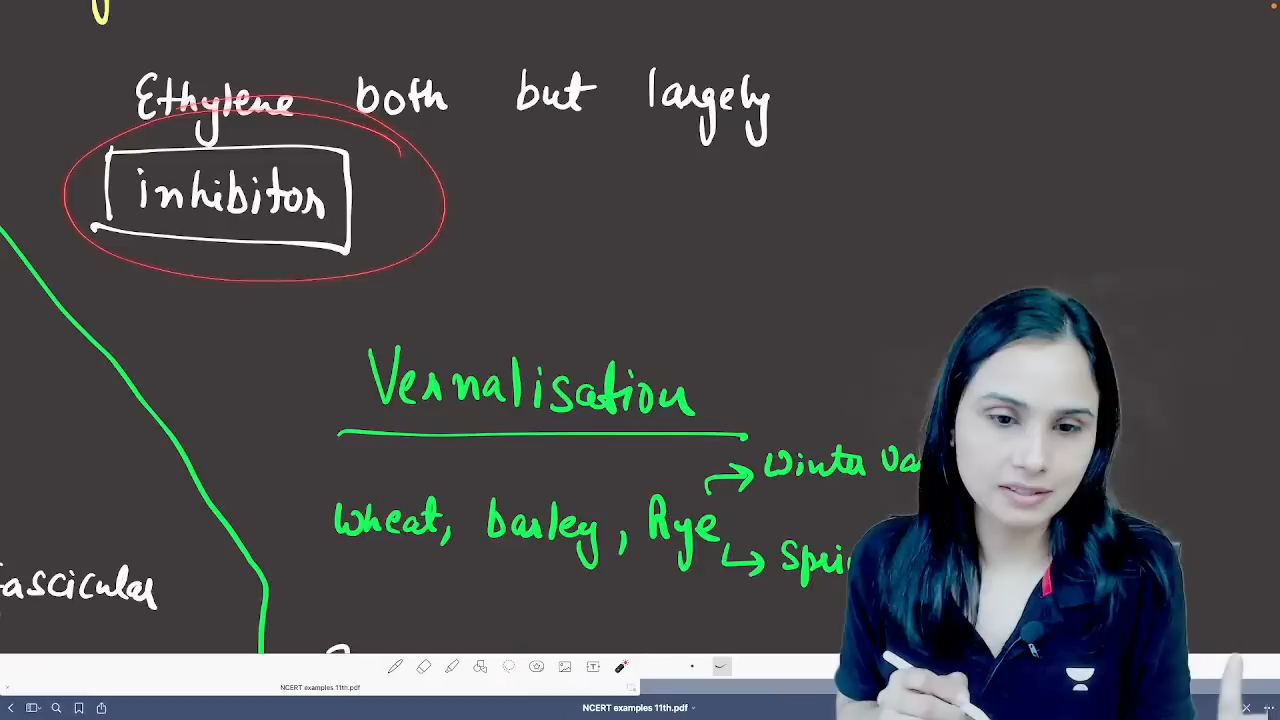 Ethylene both but largely
inhibitor
Vernalisation
Winter Va
Wheat, barley, Rye
Spri
fascicular
NCERT examples 11th.pdf
NCERT examples 11th.pdf